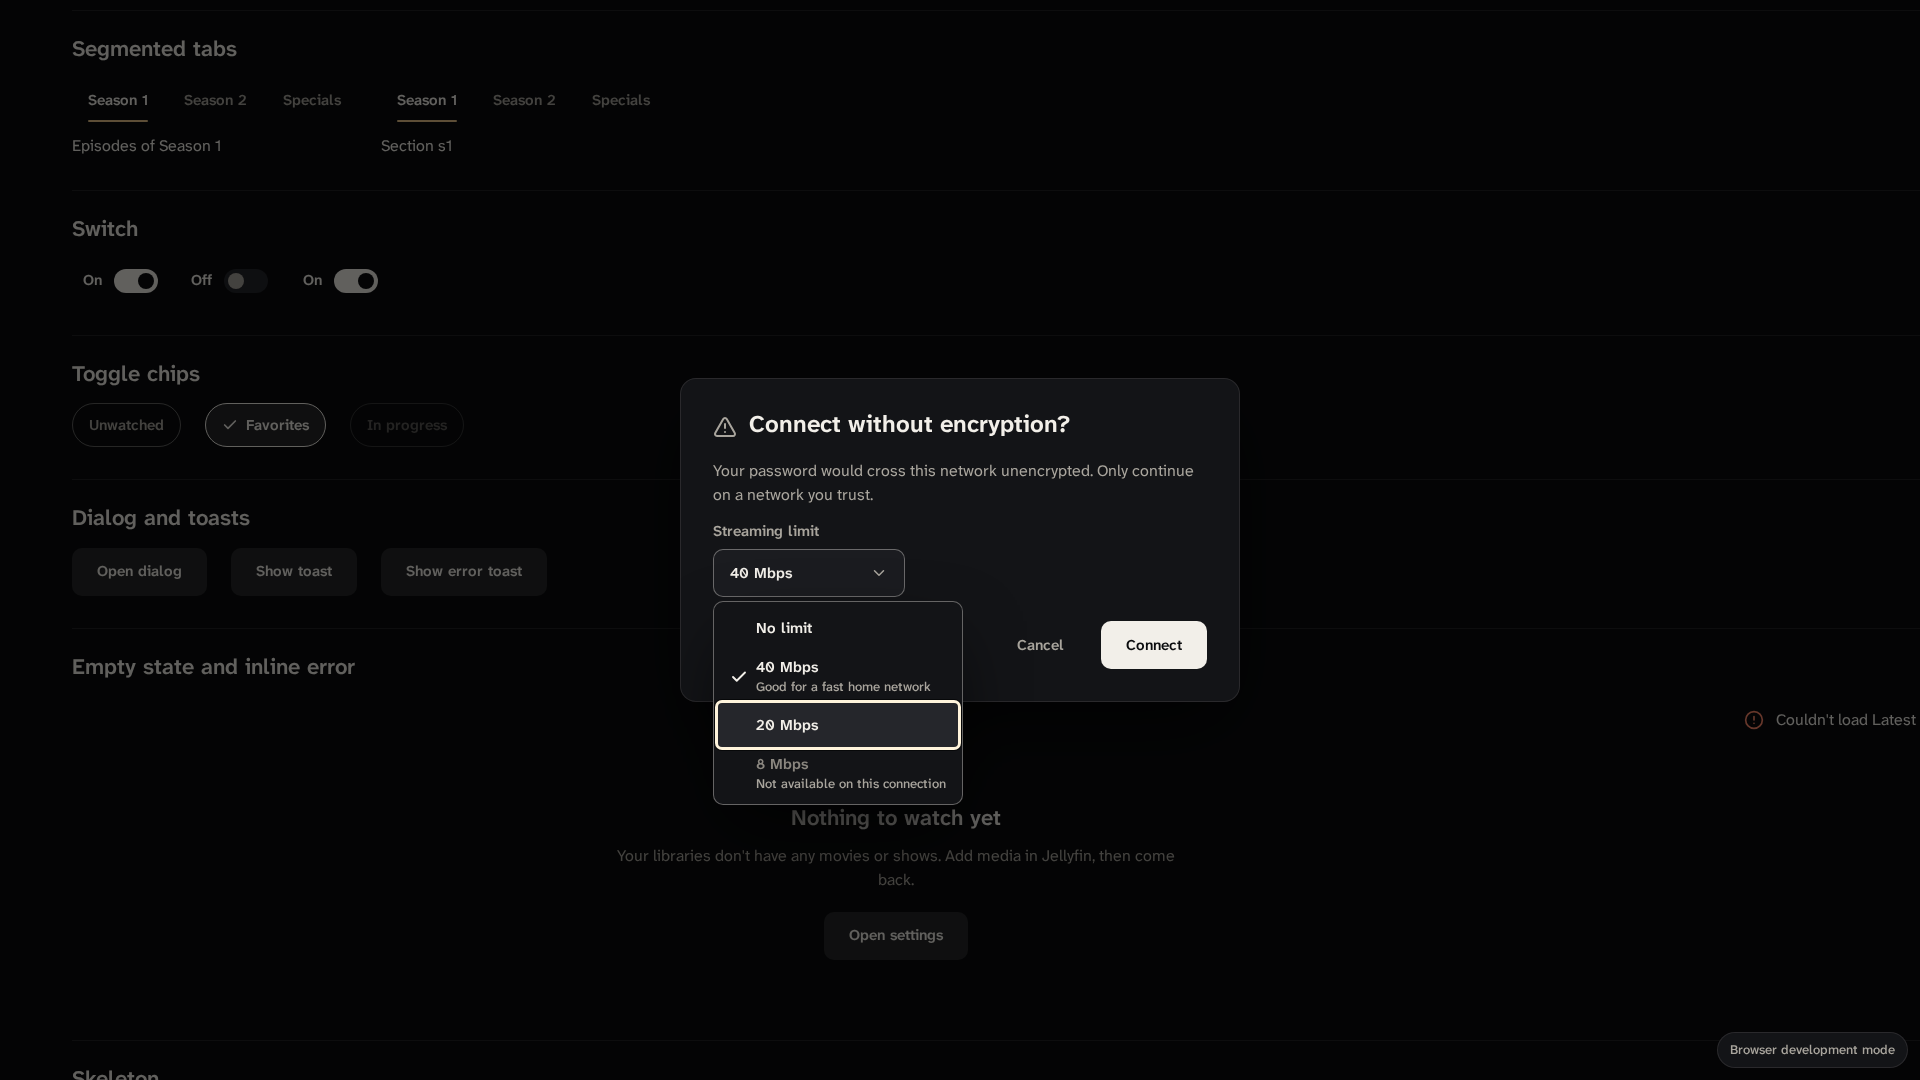 Segmented tabs
Season 1 Season 2 Specials Season 1 Season 2 Specials
Episodes of Season 1 Section s1
Switch
On Off On
Toggle chips
Unwatched Favorites In progress
Connect without encryption?
Your password would cross this network unencrypted. Only continue
on a network you trust.
Streaming limit
40 Mbps
No limit
40 Mbps
Good for a fast home network
20 Mbps
8 Mbps
Not available on this connection
Cancel Connect
Dialog and toasts
Open dialog Show toast Show error toast
Empty state and inline error
Couldn't load Latest
Nothing to watch yet
Your libraries don't have any movies or shows. Add media in Jellyfin, then come
back.
Open settings
Browser development mode
Skeleton